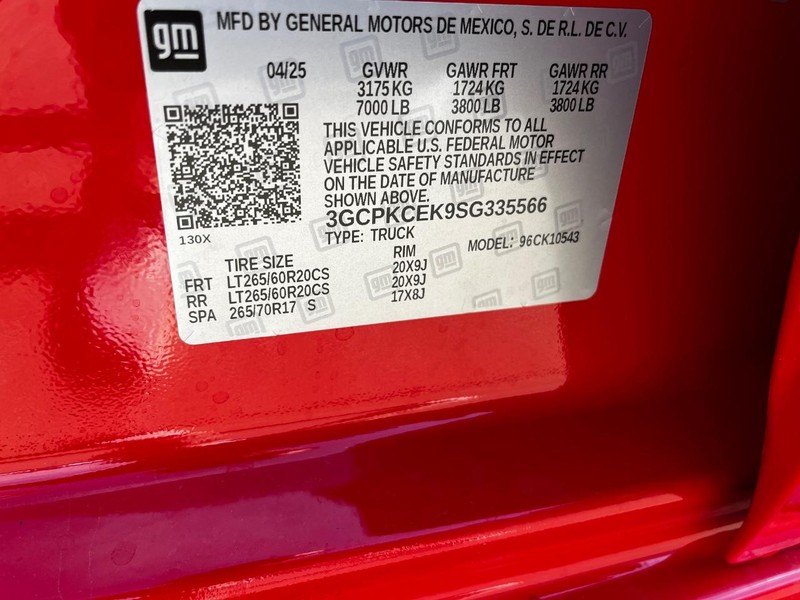 gm MFD BY GENERAL MOTORS DE MEXICO, S. DE R.L. DE C.V.
04/25 GVWR GAWR FRT GAWR RR
3175 KG 1724 KG 1724 KG
7000 LB 3800 LB 3800 LB
THIS VEHICLE CONFORMS TO ALL
APPLICABLE U.S. FEDERAL MOTOR
VEHICLE SAFETY STANDARDS IN EFFECT
ON THE DATE OF MANUFACTURE
SHOWN ABOVE.
3GCPKCEK9SG335566
130X TYPE: TRUCK MODEL: 96CK10543
TIRE SIZE RIM
FRT LT265/60R20CS 20X9J
RR LT265/60R20CS 20X9J
SPA 265/70R17 S 17X8J